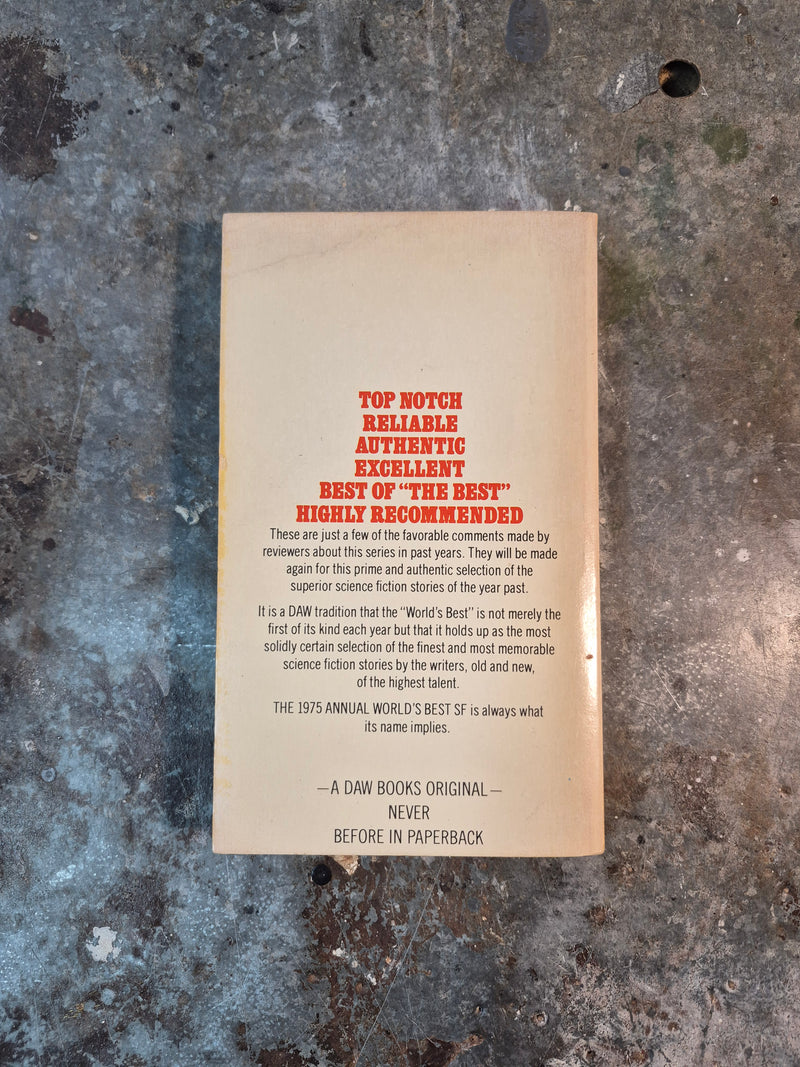 TOP NOTCH
RELIABLE
AUTHENTIC
EXCELLENT
BEST OF “THE BEST”
HIGHLY RECOMMENDED
These are just a few of the favorable comments made by
reviewers about this series in past years. They will be made
again for this prime and authentic selection of the
superior science fiction stories of the year past.
It is a DAW tradition that the “World’s Best” is not merely the
first of its kind each year but that it holds up as the most
solidly certain selection of the finest and most memorable
science fiction stories by the writers, old and new,
of the highest talent.
THE 1975 ANNUAL WORLD’S BEST SF is always what
its name implies.
—A DAW BOOKS ORIGINAL—
NEVER
BEFORE IN PAPERBACK